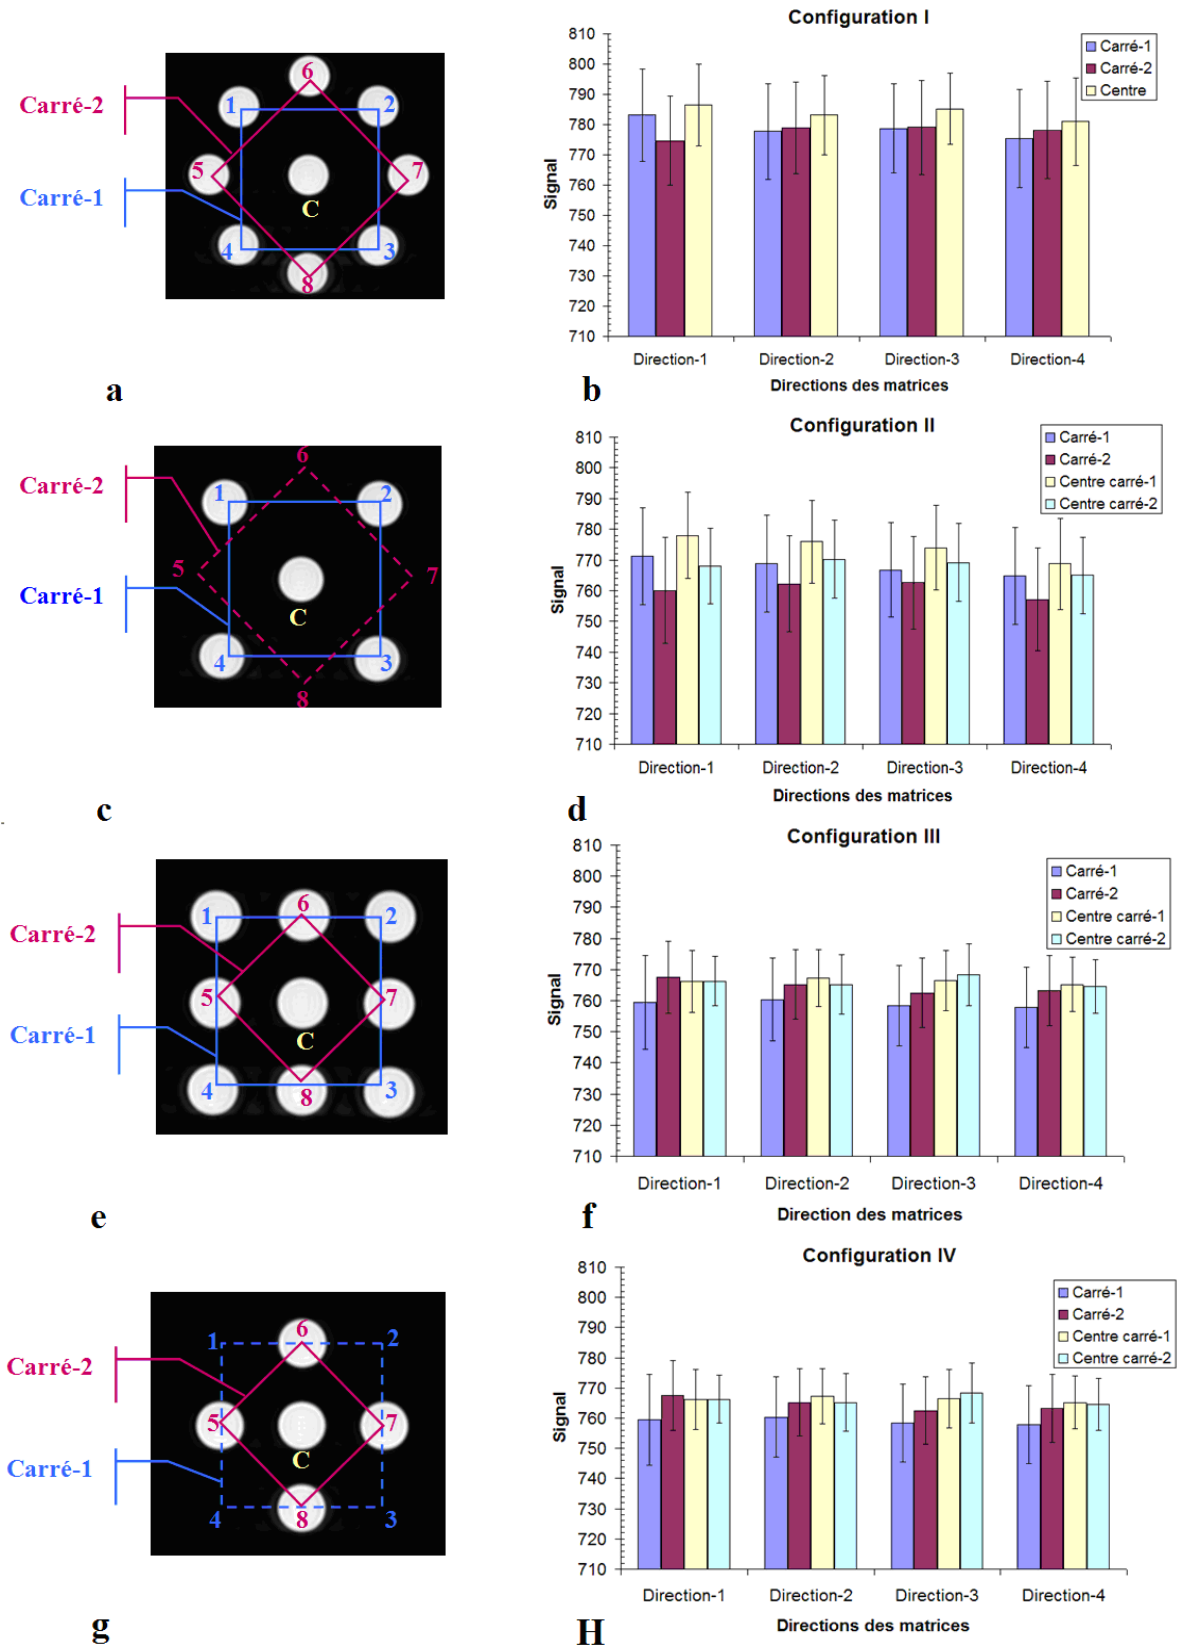 6
Carré-2
1
2
5
7
Carré-1
C
4
3
8
a
Configuration I
810
800
790
780
770
760
750
740
730
720
710
Signal
Carré-1
Carré-2
Centre
Direction-1 Direction-2 Direction-3 Direction-4
Directions des matrices
b
6
Carré-2
1
2
5
7
Carré-1
C
4
3
8
c
Configuration II
810
800
790
780
770
760
750
740
730
720
710
Signal
Carré-1
Carré-2
Centre carré-1
Centre carré-2
Direction-1 Direction-2 Direction-3 Direction-4
Directions des matrices
d
1
6
2
Carré-2
5
7
Carré-1
C
4
8
3
e
Configuration III
810
800
790
780
770
760
750
740
730
720
710
Signal
Carré-1
Carré-2
Centre carré-1
Centre carré-2
Direction-1 Direction-2 Direction-3 Direction-4
Direction des matrices
f
6
1
2
Carré-2
5
7
C
Carré-1
4
8
3
g
Configuration IV
810
800
790
780
770
760
750
740
730
720
710
Signal
Carré-1
Carré-2
Centre carré-1
Centre carré-2
Direction-1 Direction-2 Direction-3 Direction-4
Directions des matrices
H